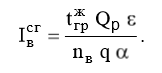 I_в^сг = (t_гр^ж Q_р ε) / (n_в q α).